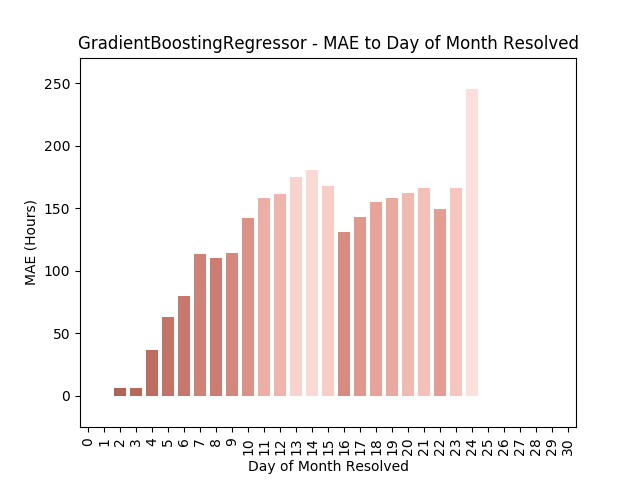 GradientBoostingRegressor - MAE to Day of Month Resolved
250
200
150
100
50
0
MAE (Hours)
0 1 2 3 4 5 6 7 8 9 10 11 12 13 14 15 16 17 18 19 20 21 22 23 24 25 26 27 28 29 30
Day of Month Resolved